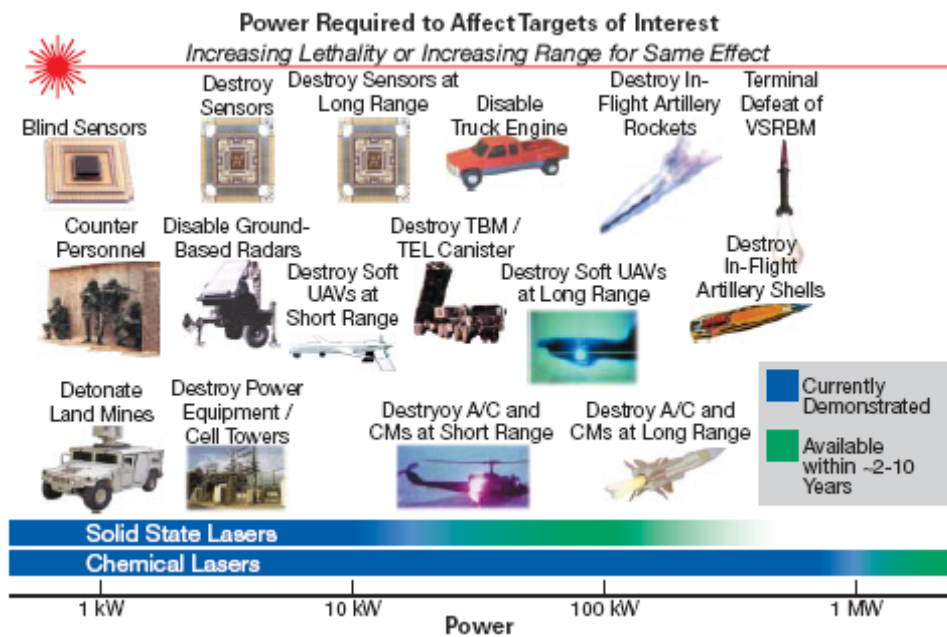 Power Required to Affect Targets of Interest
Increasing Lethality or Increasing Range for Same Effect
Blind Sensors
Destroy
Sensors
Destroy Sensors at
Long Range
Disable
Truck Engine
Destroy In-
Flight Artillery
Rockets
Terminal
Defeat of
VSRBM
Counter
Personnel
Disable Ground-
Based Radars
Destroy Soft
UAVs at
Short Range
Destroy TBM /
TEL Canister
Destroy Soft UAVs
at Long Range
Destroy
In-Flight
Artillery Shells
Detonate
Land Mines
Destroy Power
Equipment /
Cell Towers
Destryoy A/C and
CMs at Short Range
Destroy A/C and
CMs at Long Range
Currently
Demonstrated
Available
within ~2-10
Years
Solid State Lasers
Chemical Lasers
1 kW
10 kW
100 kW
1 MW
Power